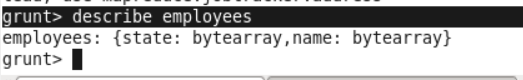 grunt> describe employees
employees: {state: bytearray,name: bytearray}
grunt>